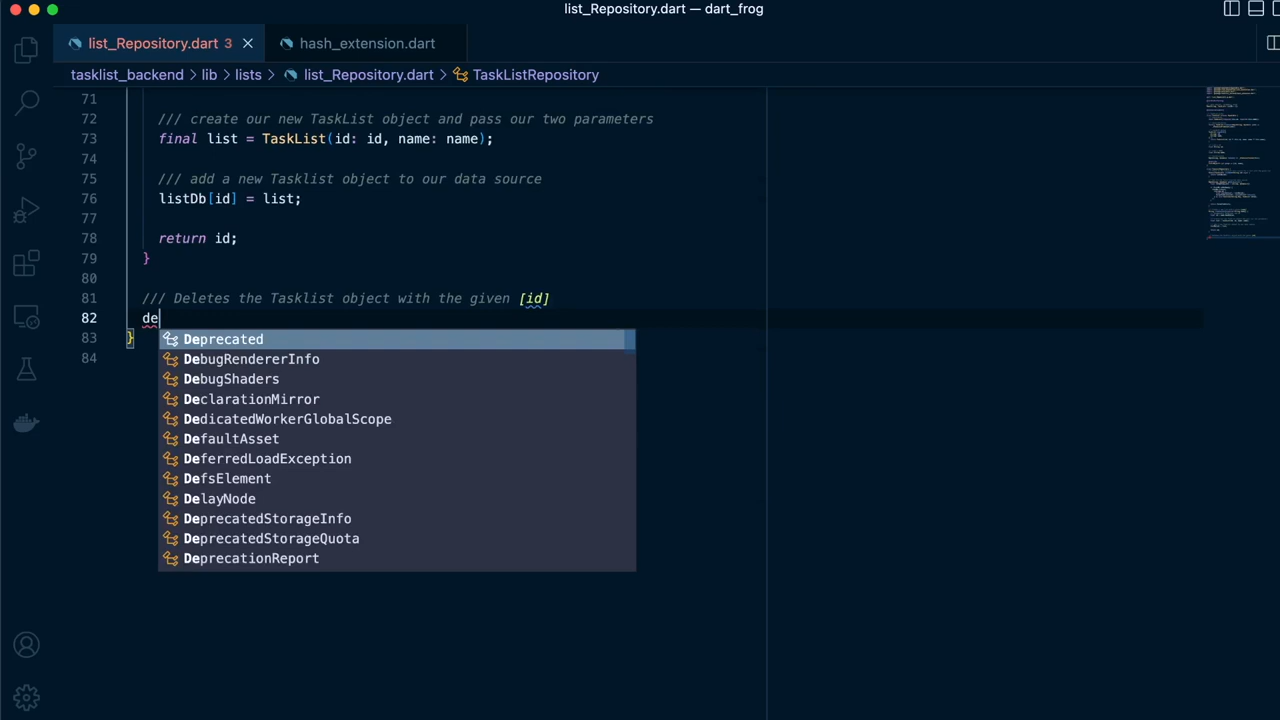 list_Repository.dart — dart_frog
list_Repository.dart 3
hash_extension.dart
tasklist_backend > lib > lists > list_Repository.dart > TaskListRepository
71
72 /// create our new TaskList object and pass our two parameters
73 final list = TaskList(id: id, name: name);
74
75 /// add a new Tasklist object to our data source
76 listDb[id] = list;
77
78 return id;
79 }
80
81 /// Deletes the Tasklist object with the given [id]
82 de
83 }
84
Deprecated
DebugRendererInfo
DebugShaders
DeclarationMirror
DedicatedWorkerGlobalScope
DefaultAsset
DeferredLoadException
DefsElement
DelayNode
DeprecatedStorageInfo
DeprecatedStorageQuota
DeprecationReport